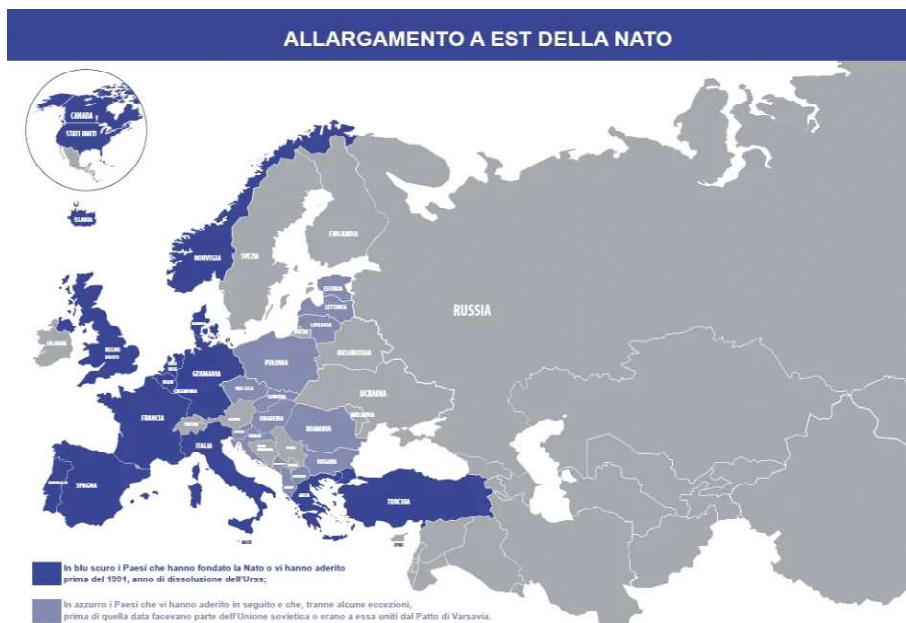 ALLARGAMENTO A EST DELLA NATO
CANADA
STATI UNITI
ISLANDA
NORVEGIA
SVEZIA
FINLANDIA
ESTONIA
LETTONIA
LITUANIA
RUSSIA
IRLANDA
REGNO
UNITO
BIELORUSSIA
POLONIA
GERMANIA
UCRAINA
FRANCIA
UNGHERIA
ROMANIA
ITALIA
BULGARIA
SPAGNA
TURCHIA
In blu scuro i Paesi che hanno fondato la Nato o vi hanno aderito
prima del 1991, anno di dissoluzione dell'Urss;
In azzurro i Paesi che vi hanno aderito in seguito e che, tranne alcune eccezioni,
prima di quella data facevano parte dell'Unione sovietica o erano a essa uniti dal Patto di Varsavia.